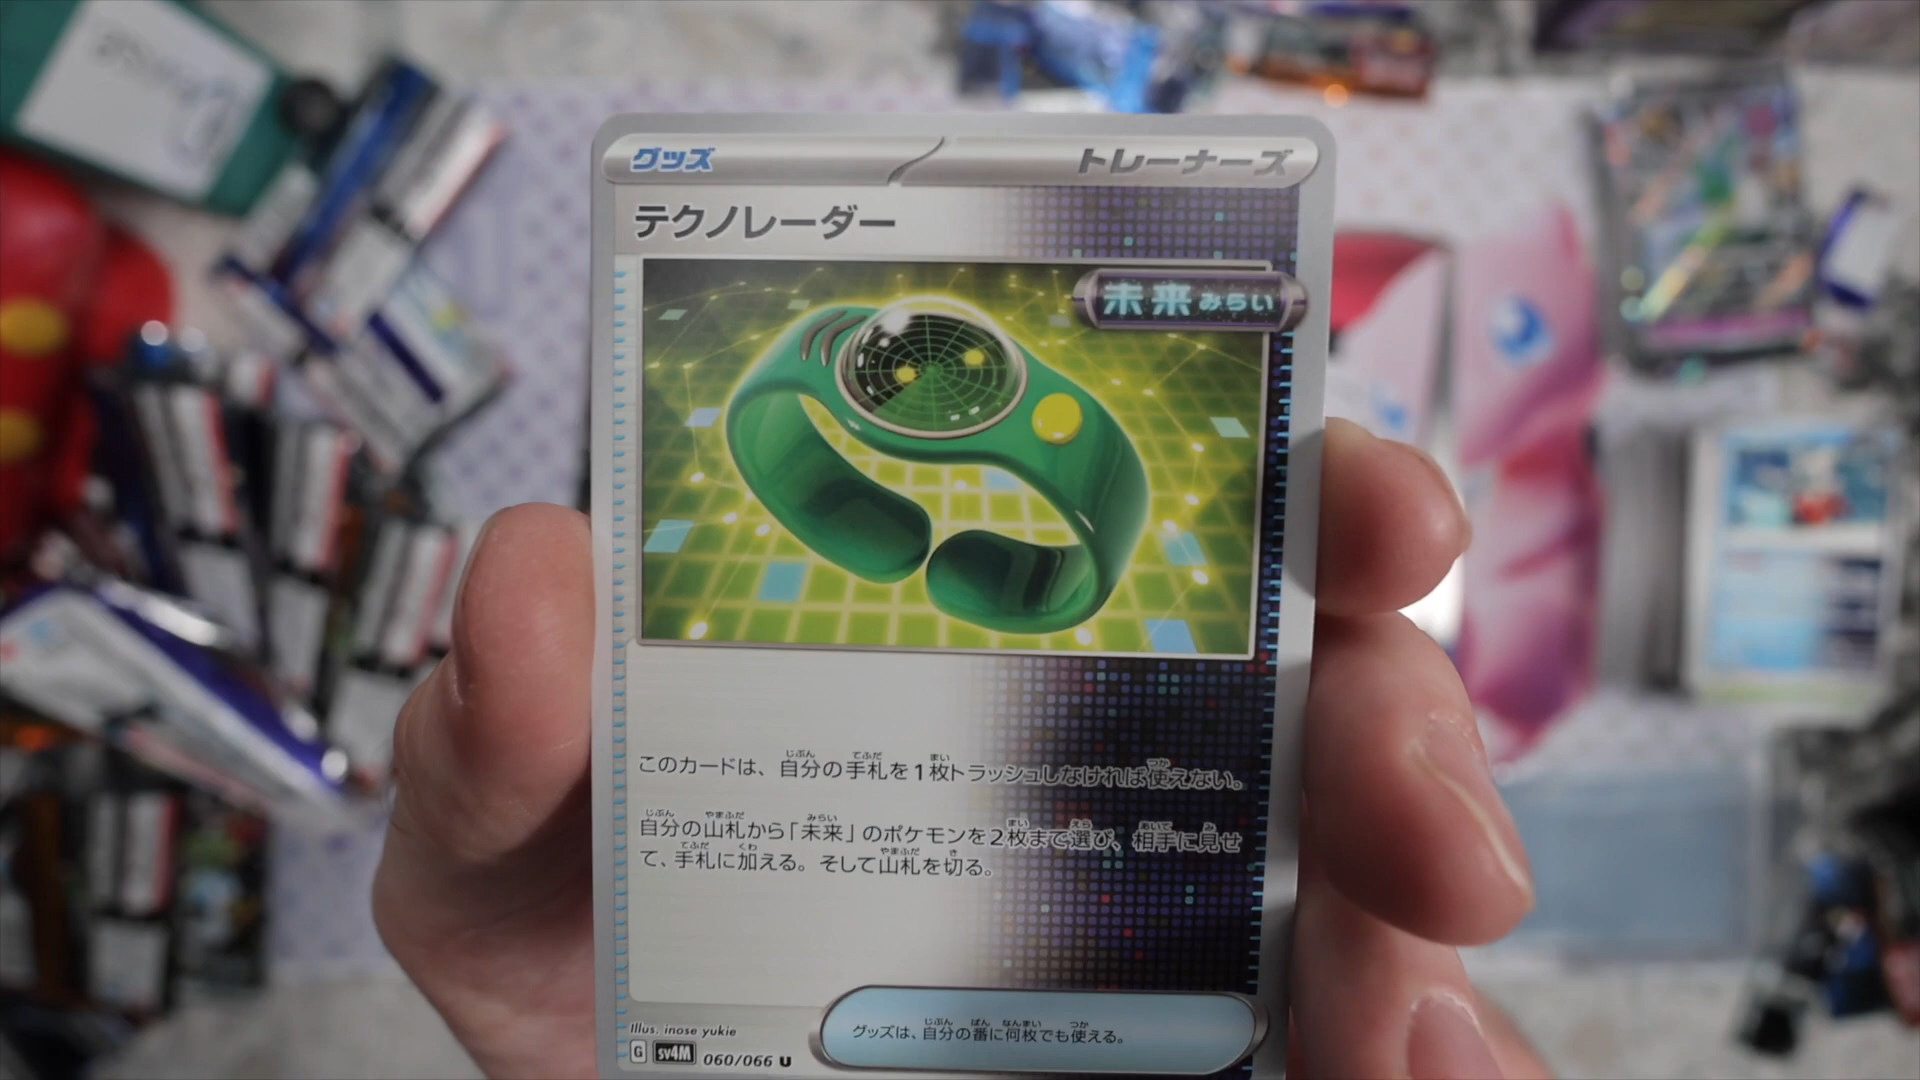 グッズ
トレーナーズ
テクノレーダー
未来 みらい
このカードは、自分の手札を1枚トラッシュしなければ使えない。
自分の山札から「未来」のポケモンを2枚まで選び、相手に見せ
て、手札に加える。そして山札を切る。
グッズは、自分の番に何枚でも使える。
Illus. inose yukie
G sv4M 060/066 U